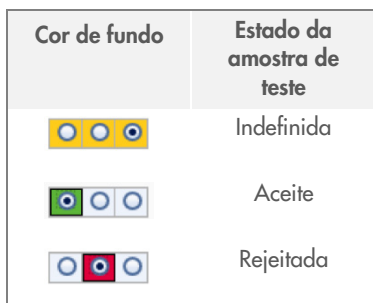 Cor de fundo
Estado da
amostra de
teste
Indefinida
Aceite
Rejeitada